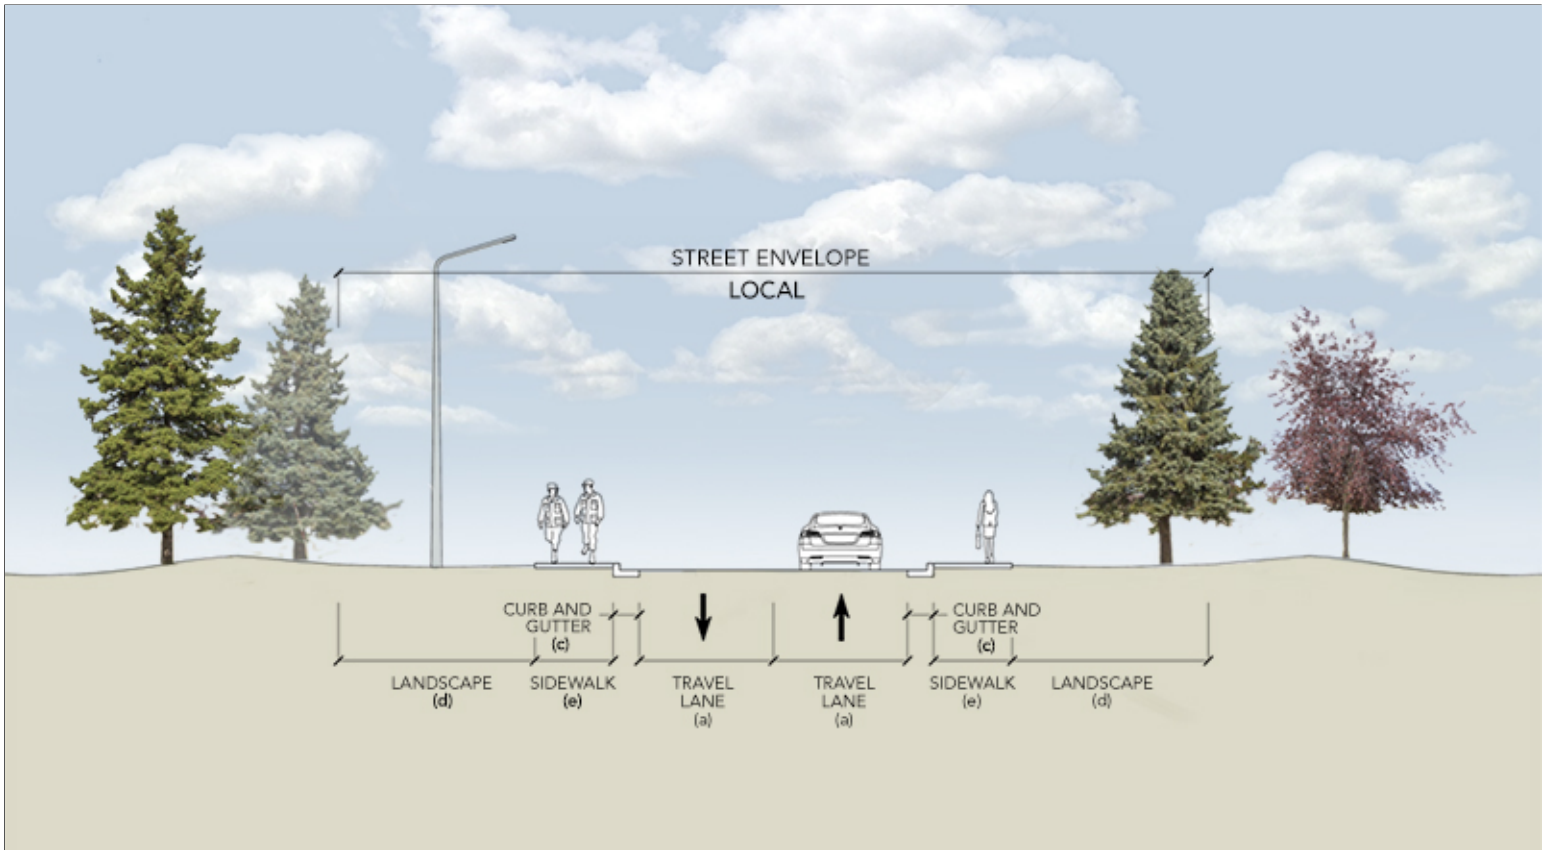 STREET ENVELOPE
LOCAL
CURB AND
GUTTER
(c)
CURB AND
GUTTER
(c)
LANDSCAPE
(d)
SIDEWALK
(e)
TRAVEL
LANE
(a)
TRAVEL
LANE
(a)
SIDEWALK
(e)
LANDSCAPE
(d)